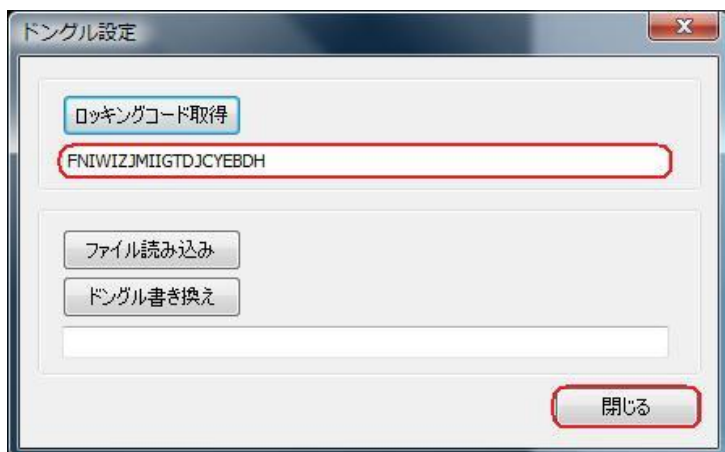 ドングル設定
ロッキングコード取得
FNIWIZJMIIGTDJCYEBDH
ファイル読み込み
ドングル書き換え
閉じる